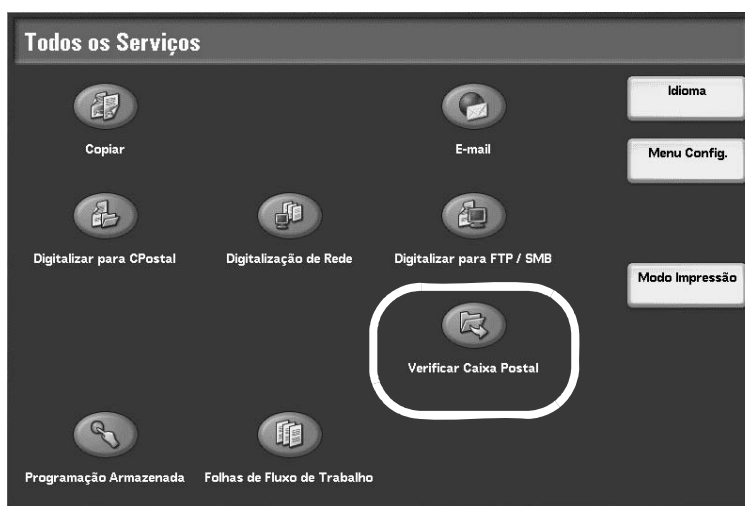 Todos os Serviços
Copiar
E-mail
Idioma
Menu Config.
Digitalizar para CPostal
Digitalização de Rede
Digitalizar para FTP / SMB
Modo Impressão
Verificar Caixa Postal
Programação Armazenada
Folhas de Fluxo de Trabalho